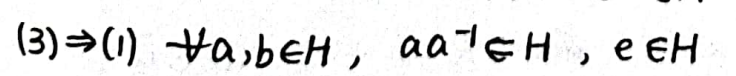 (3)⇒(1) ∀a,b∈H, aa⁻¹∈H, e∈H